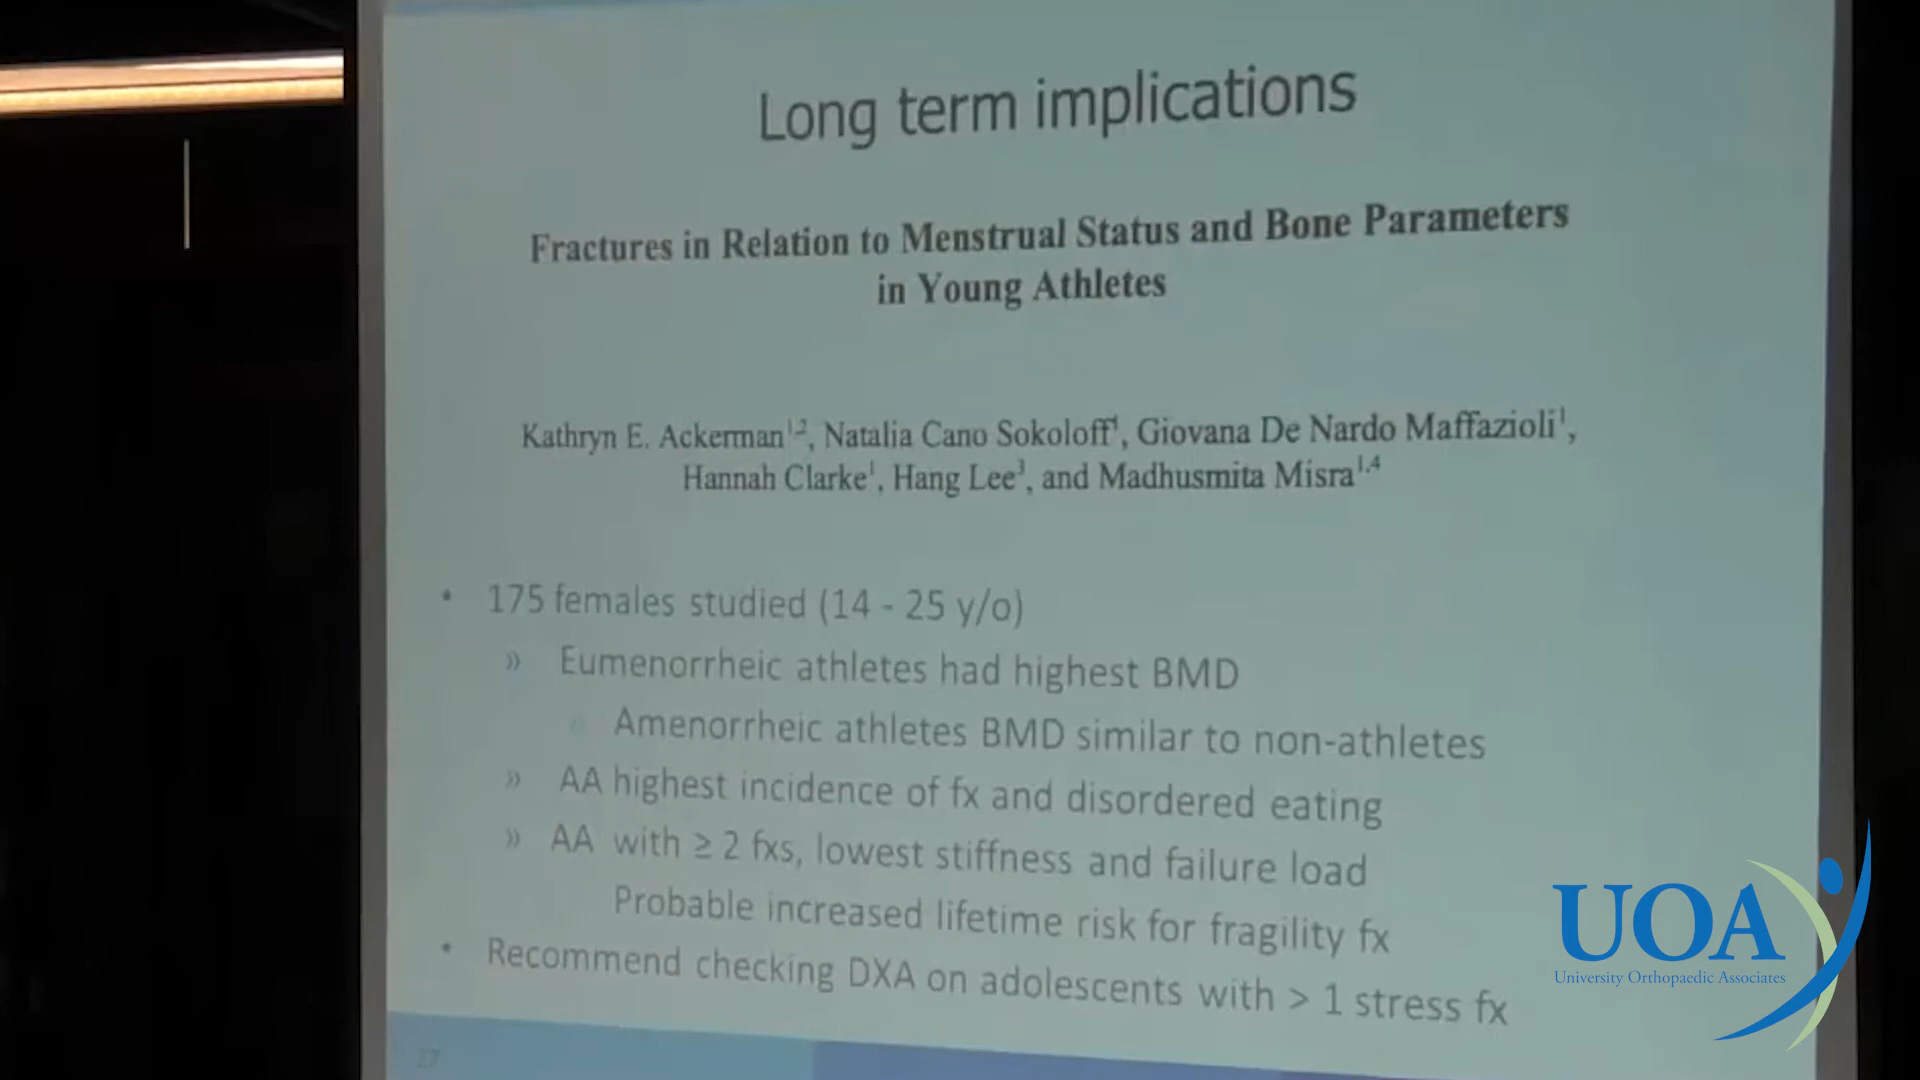 Long term implications
Fractures in Relation to Menstrual Status and Bone Parameters
in Young Athletes
Kathryn E. Ackerman1,2, Natalia Cano Sokoloff1, Giovana De Nardo Maffazioli1,
Hannah Clarke1, Hang Lee3, and Madhusmita Misra1,4
• 175 females studied (14 - 25 y/o)
» Eumenorrheic athletes had highest BMD
» Amenorrheic athletes BMD similar to non-athletes
» AA highest incidence of fx and disordered eating
» AA with ≥ 2 fxs, lowest stiffness and failure load
Probable increased lifetime risk for fragility fx
• Recommend checking DXA on adolescents with > 1 stress fx
27
UOA
University Orthopaedic Associates